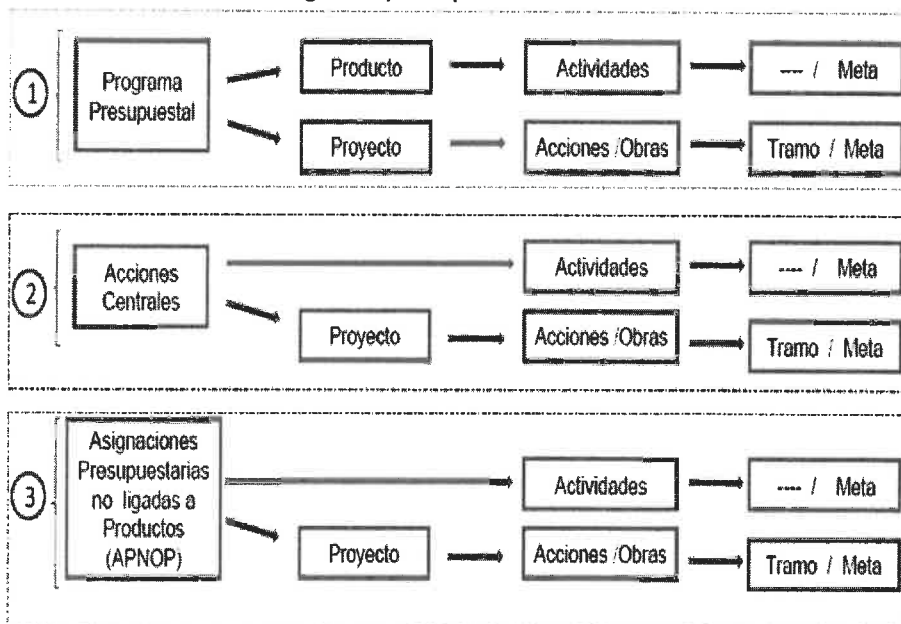 1
Programa
Presupuestal
Producto
Actividades
--- / Meta
Proyecto
Acciones /Obras
Tramo / Meta
2
Acciones
Centrales
Actividades
---- / Meta
Proyecto
Acciones /Obras
Tramo / Meta
3
Asignaciones
Presupuestarias
no ligadas a
Productos
(APNOP)
Actividades
---- / Meta
Proyecto
Acciones /Obras
Tramo / Meta